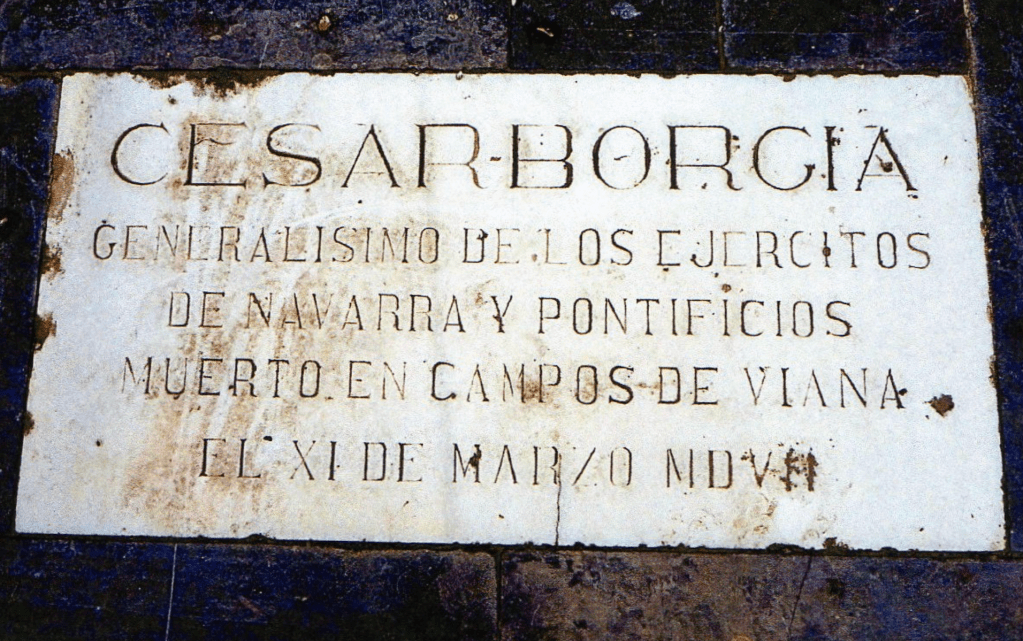 CESAR-BORGIA
GENERALISIMO DE LOS EJERCITOS
DE NAVARRA Y PONTIFICIOS
MUERTO EN CAMPOS DE VIANA
EL XI DE MARZO MDVII